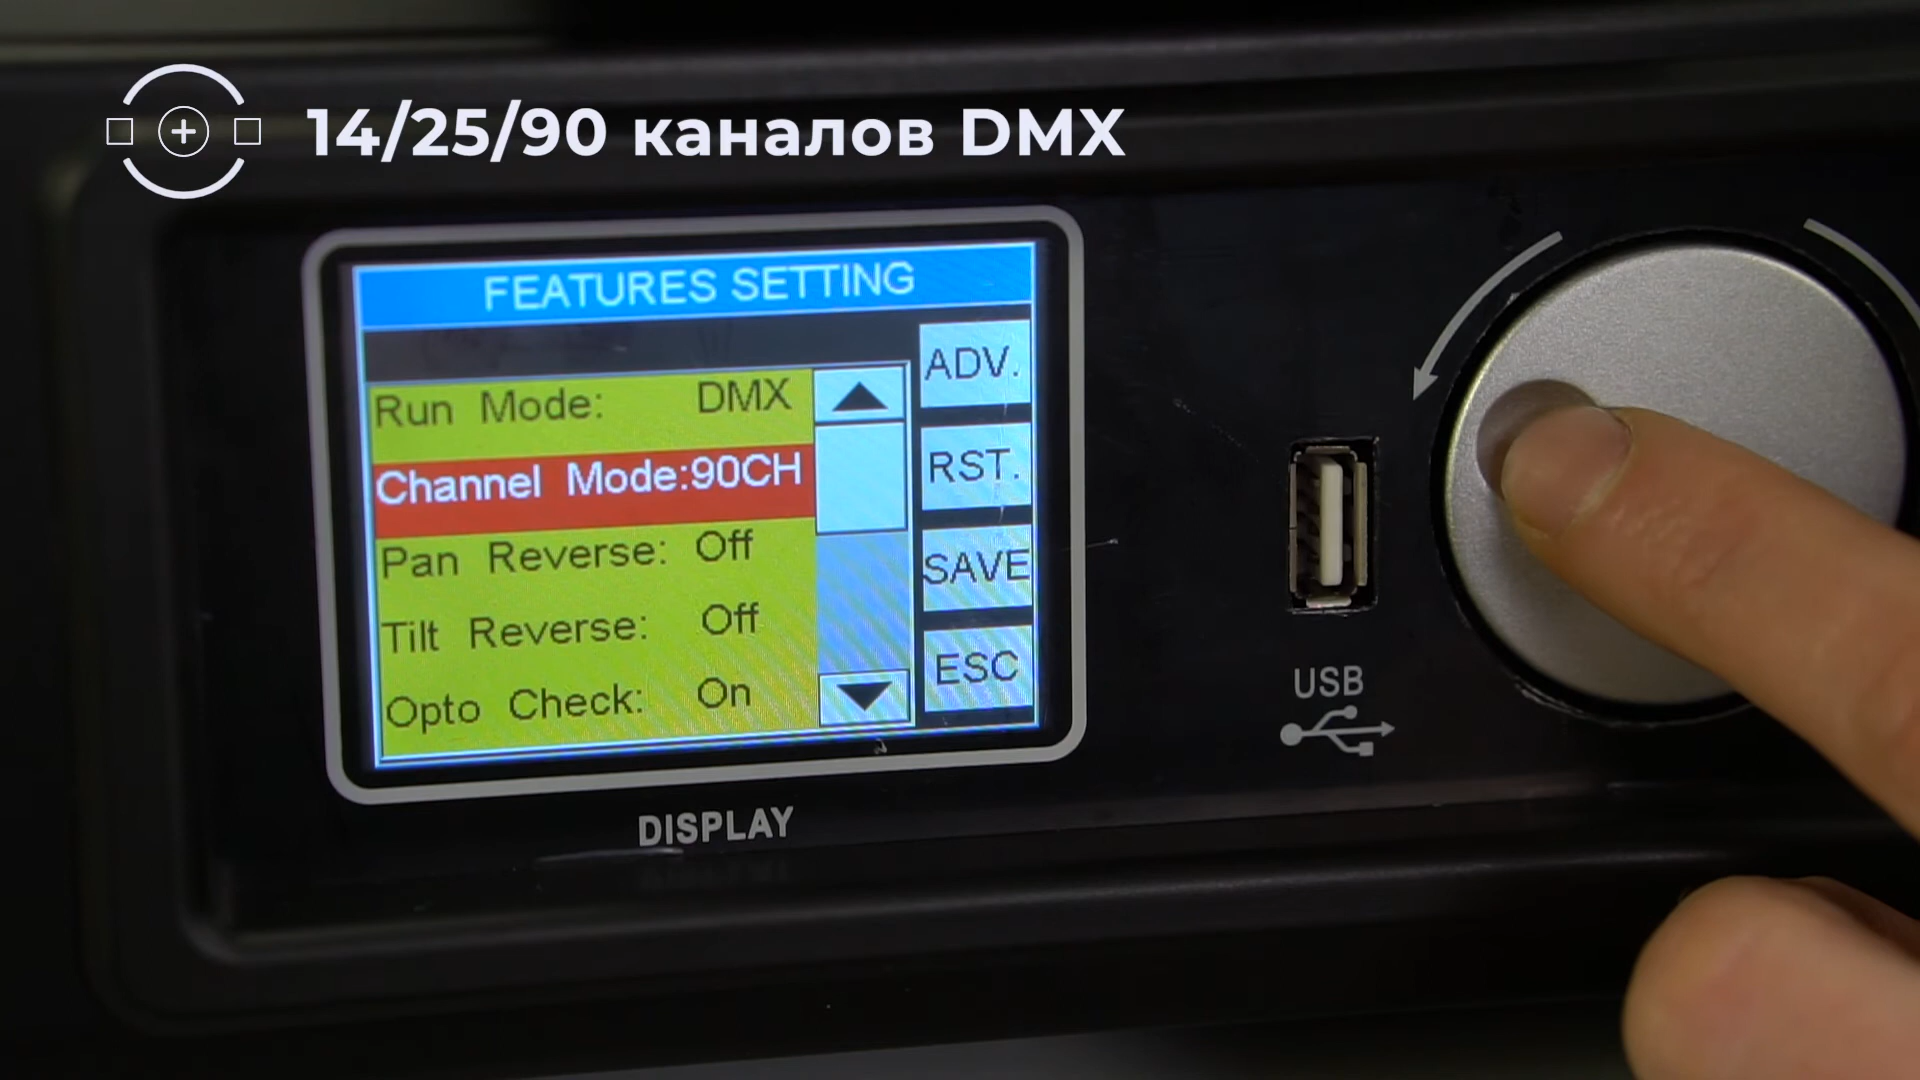 14/25/90 каналов DMX
FEATURES SETTING
Run Mode: DMX
Channel Mode:90CH
Pan Reverse: Off
Tilt Reverse: Off
Opto Check: On
ADV.
RST.
SAVE
ESC
USB
DISPLAY